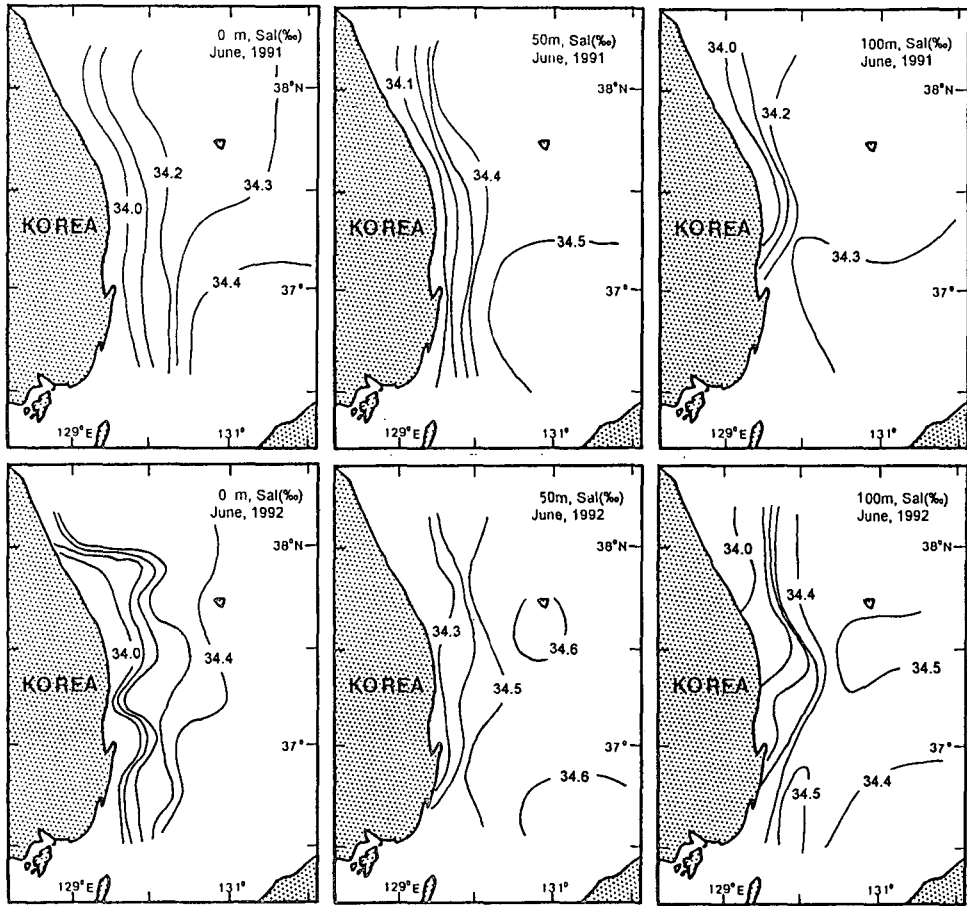 0 m, Sal(‰)
June, 1991
38°N
34.2
34.3
34.0
KOREA
34.4
37°
129°E
131°
50m, Sal(‰)
June, 1991
34.1
38°N
34.4
KOREA
34.5
37°
129°E
131°
100m, Sal(‰)
June, 1991
34.0
38°N
34.2
KOREA
34.3
37°
129°E
131°
0 m, Sal(‰)
June, 1992
38°N
34.0
34.4
KOREA
37°
129°E
131°
50m, Sal(‰)
June, 1992
38°N
34.3
34.6
34.5
KOREA
37°
34.6
129°E
131°
100m, Sal(‰)
June, 1992
34.0
38°N
34.4
34.5
KOREA
37°
34.5
34.4
129°E
131°